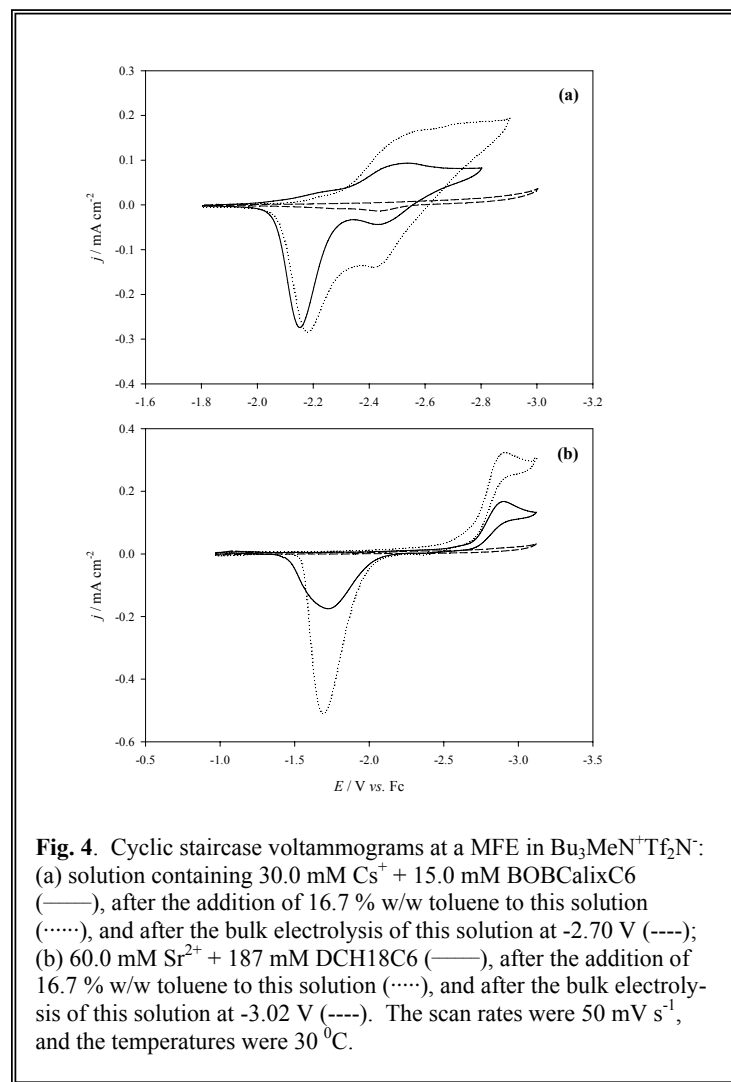 0.3
(a)
0.2
0.1
0.0
-0.1
-0.2
-0.3
-0.4
j / mA cm-2
-1.6 -1.8 -2.0 -2.2 -2.4 -2.6 -2.8 -3.0 -3.2
0.4
(b)
0.2
0.0
-0.2
-0.4
-0.6
j / mA cm-2
-0.5 -1.0 -1.5 -2.0 -2.5 -3.0 -3.5
E / V vs. Fc
Fig. 4. Cyclic staircase voltammograms at a MFE in Bu₃MeN⁺Tf₂N⁻:
(a) solution containing 30.0 mM Cs⁺ + 15.0 mM BOBCalixC6
(——), after the addition of 16.7 % w/w toluene to this solution
(······), and after the bulk electrolysis of this solution at -2.70 V (----);
(b) 60.0 mM Sr²⁺ + 187 mM DCH18C6 (——), after the addition of
16.7 % w/w toluene to this solution (·····), and after the bulk electroly-
sis of this solution at -3.02 V (----). The scan rates were 50 mV s⁻¹,
and the temperatures were 30 ⁰C.